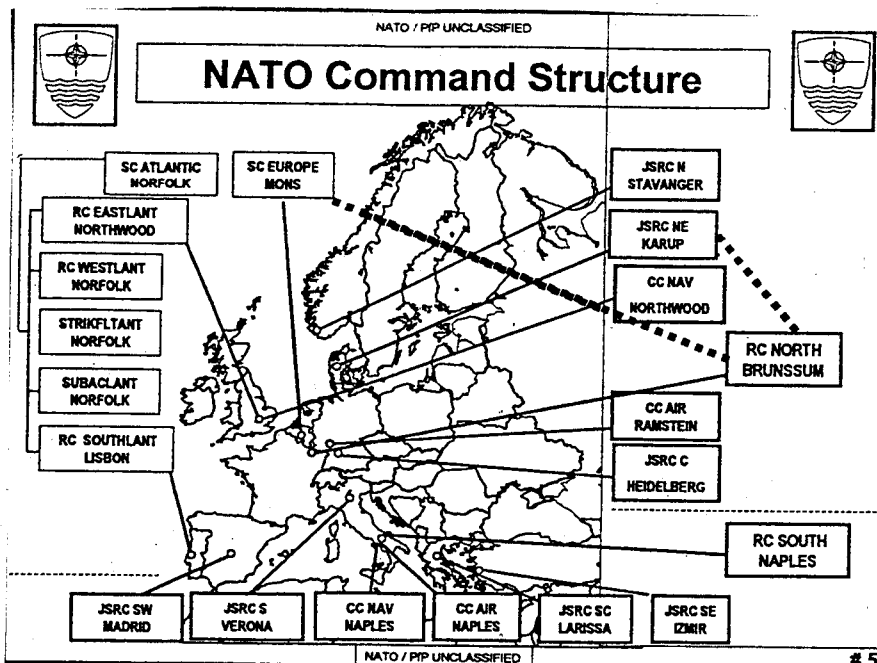 NATO / PfP UNCLASSIFIED
NATO Command Structure
SC ATLANTIC
NORFOLK
SC EUROPE
MONS
RC EASTLANT
NORTHWOOD
RC WESTLANT
NORFOLK
STRIKFLTANT
NORFOLK
SUBACLANT
NORFOLK
RC SOUTHLANT
LISBON
JSRC N
STAVANGER
JSRC NE
KARUP
CC NAV
NORTHWOOD
RC NORTH
BRUNSSUM
CC AIR
RAMSTEIN
JSRC C
HEIDELBERG
RC SOUTH
NAPLES
JSRC SW
MADRID
JSRC S
VERONA
CC NAV
NAPLES
CC AIR
NAPLES
JSRC SC
LARISSA
JSRC SE
IZMIR
NATO / PfP UNCLASSIFIED
# 5